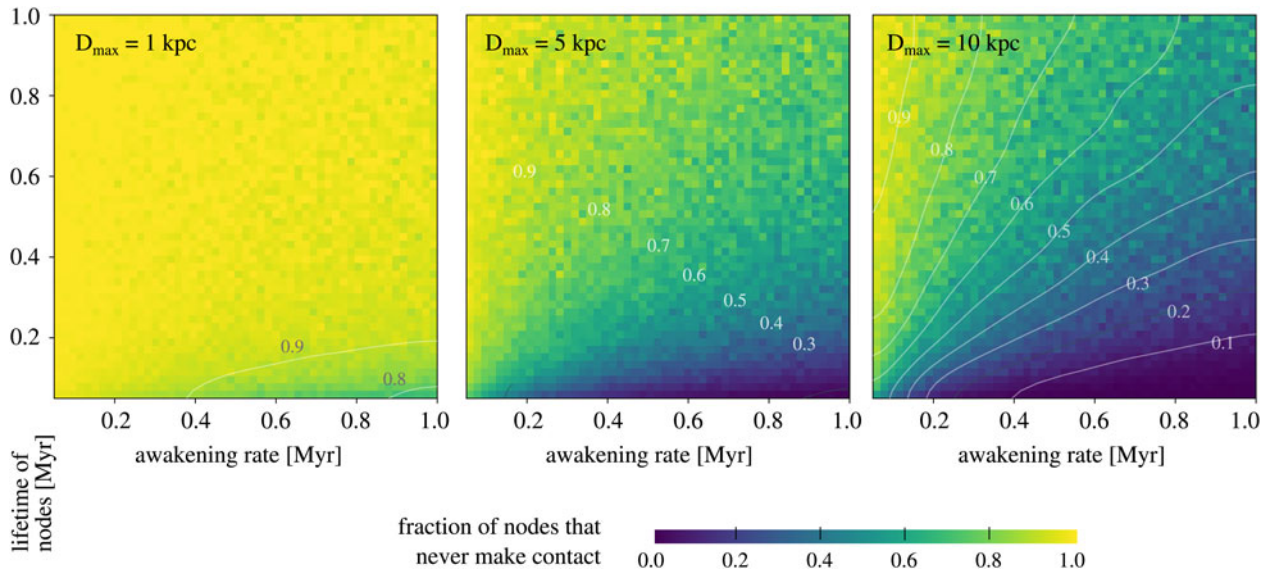 D_max = 1 kpc
D_max = 5 kpc
D_max = 10 kpc
1.0
0.8
0.6
0.4
0.2
0.9
0.8
0.9
0.8
0.7
0.6
0.5
0.4
0.3
0.9
0.8
0.7
0.6
0.5
0.4
0.3
0.2
0.1
0.2 0.4 0.6 0.8 1.0
0.2 0.4 0.6 0.8 1.0
0.2 0.4 0.6 0.8 1.0
awakening rate [Myr]
awakening rate [Myr]
awakening rate [Myr]
lifetime of
nodes [Myr]
fraction of nodes that
never make contact
0.0 0.2 0.4 0.6 0.8 1.0